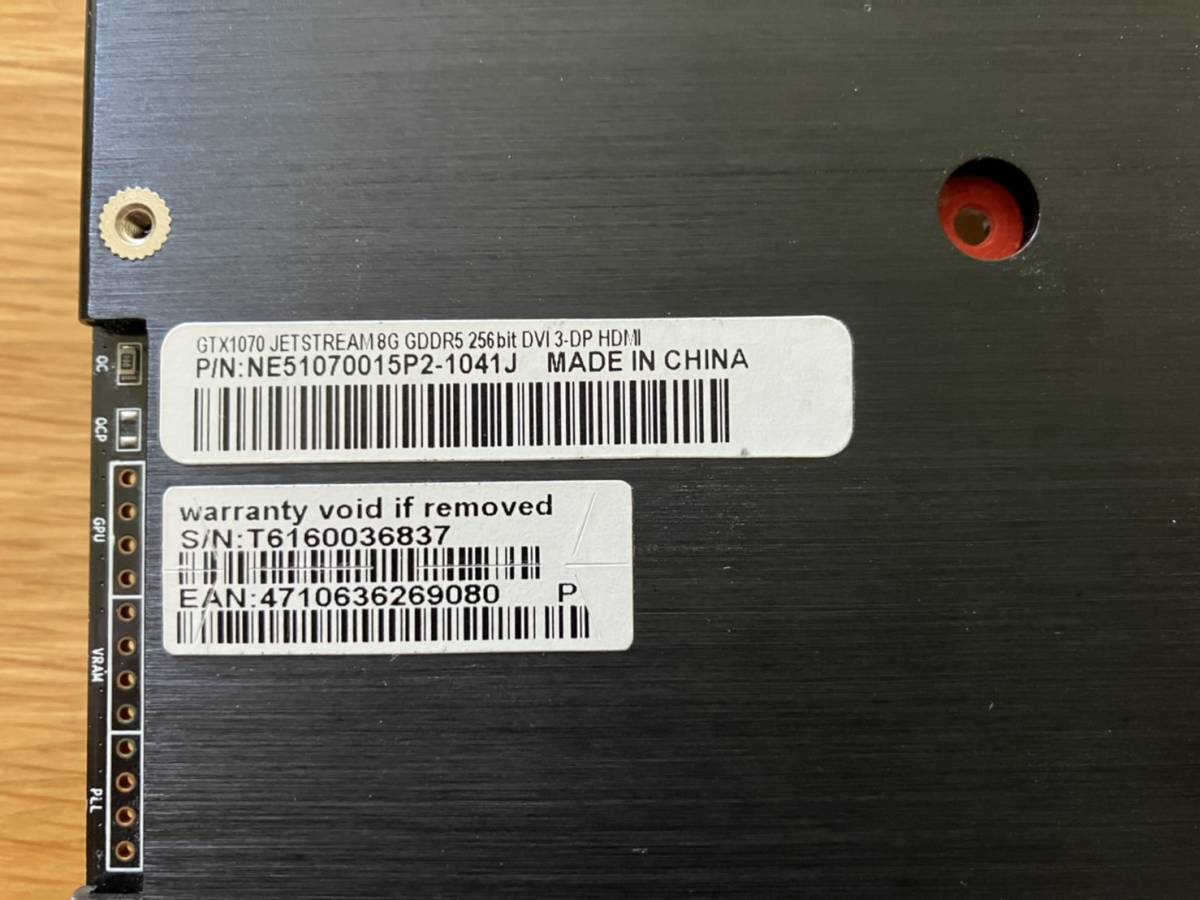 GTX1070 JETSTREAM 8G GDDR5 256bit DVI 3-DP HDMI
P/N:NE51070015P2-1041J MADE IN CHINA
warranty void if removed
S/N:T6160036837
EAN:4710636269080 P
OC
OCP
GPU
VRAM
PLL